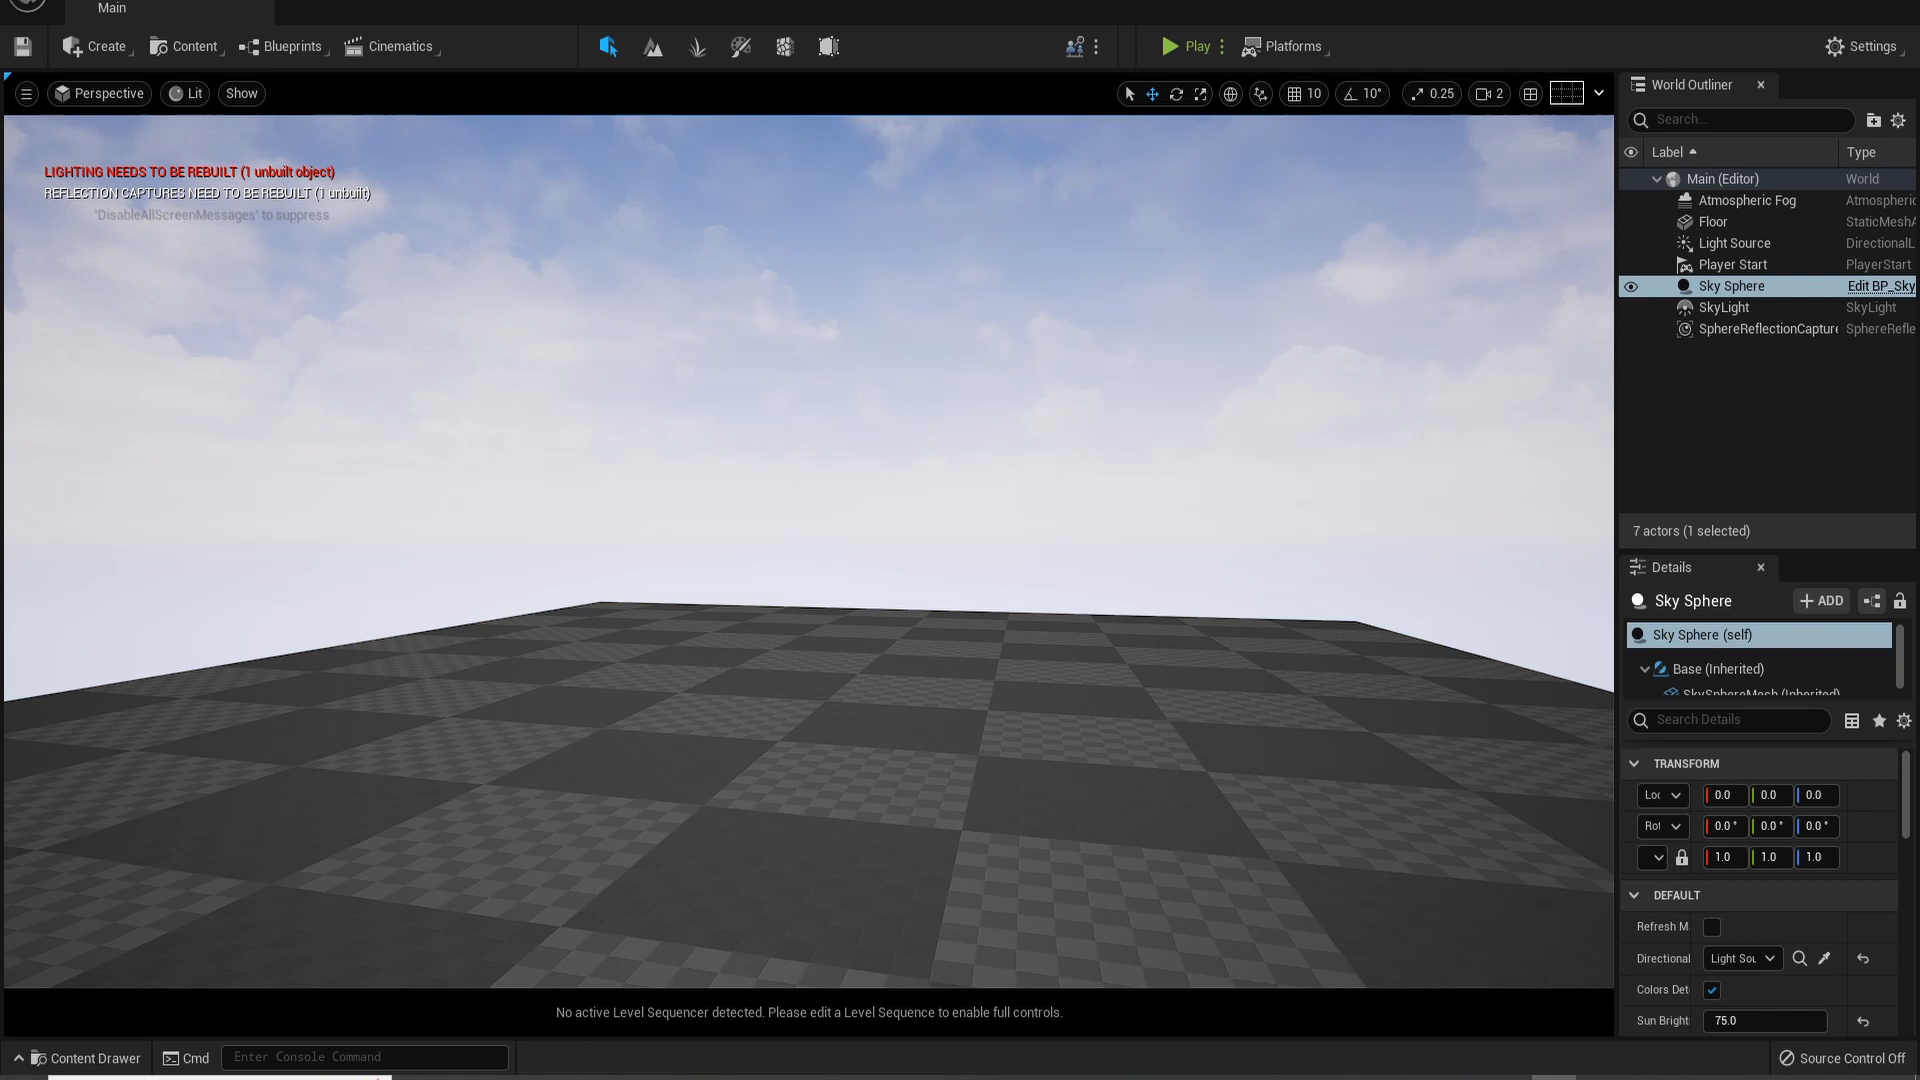 Main
Create
Content
Blueprints
Cinematics
Play
Platforms
Settings
Perspective
Lit
Show
10
10°
0.25
2
LIGHTING NEEDS TO BE REBUILT (1 unbuilt object)
REFLECTION CAPTURES NEED TO BE REBUILT (1 unbuilt)
'DisableAllScreenMessages' to suppress
World Outliner
Search...
Label Type
Main (Editor) World
Atmospheric Fog Atmospheric
Floor StaticMeshA
Light Source DirectionalL
Player Start PlayerStart
Sky Sphere Edit BP_Sky
SkyLight SkyLight
SphereReflectionCapture SphereRefle
7 actors (1 selected)
Details
Sky Sphere
+ ADD
Sky Sphere (self)
Base (Inherited)
SkySphereMesh (Inherited)
Search Details
TRANSFORM
Loc 0.0 0.0 0.0
Rot 0.0° 0.0° 0.0°
1.0 1.0 1.0
DEFAULT
Refresh M
Directional Light Sou
Colors Det
Sun Bright 75.0
No active Level Sequencer detected. Please edit a Level Sequence to enable full controls.
Content Drawer
Cmd
Enter Console Command
Source Control Off